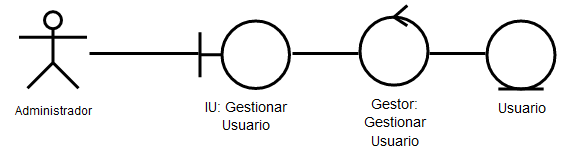 Administrador
IU: Gestionar
Usuario
Gestor:
Gestionar
Usuario
Usuario